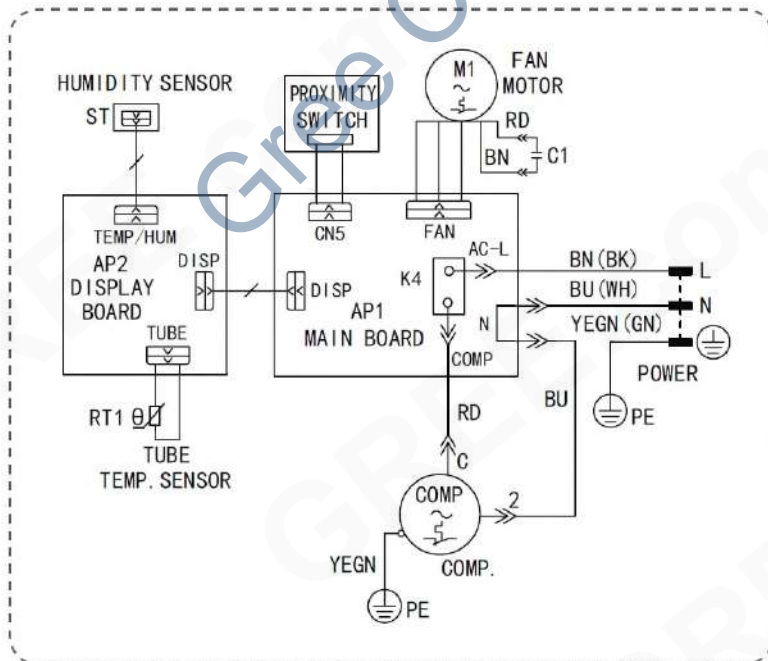 HUMIDITY SENSOR
ST
PROXIMITY
SWITCH
M1
FAN
MOTOR
RD
BN
C1
TEMP/HUM
AP2
DISPLAY
BOARD
DISP
TUBE
CN5
FAN
DISP
AP1
MAIN BOARD
K4
AC-L
N
COMP
BN(BK)
L
BU(WH)
N
YEGN(GN)
POWER
PE
RT1 θ
TUBE
TEMP. SENSOR
RD
BU
C
COMP
2
YEGN
COMP.
PE
Gree